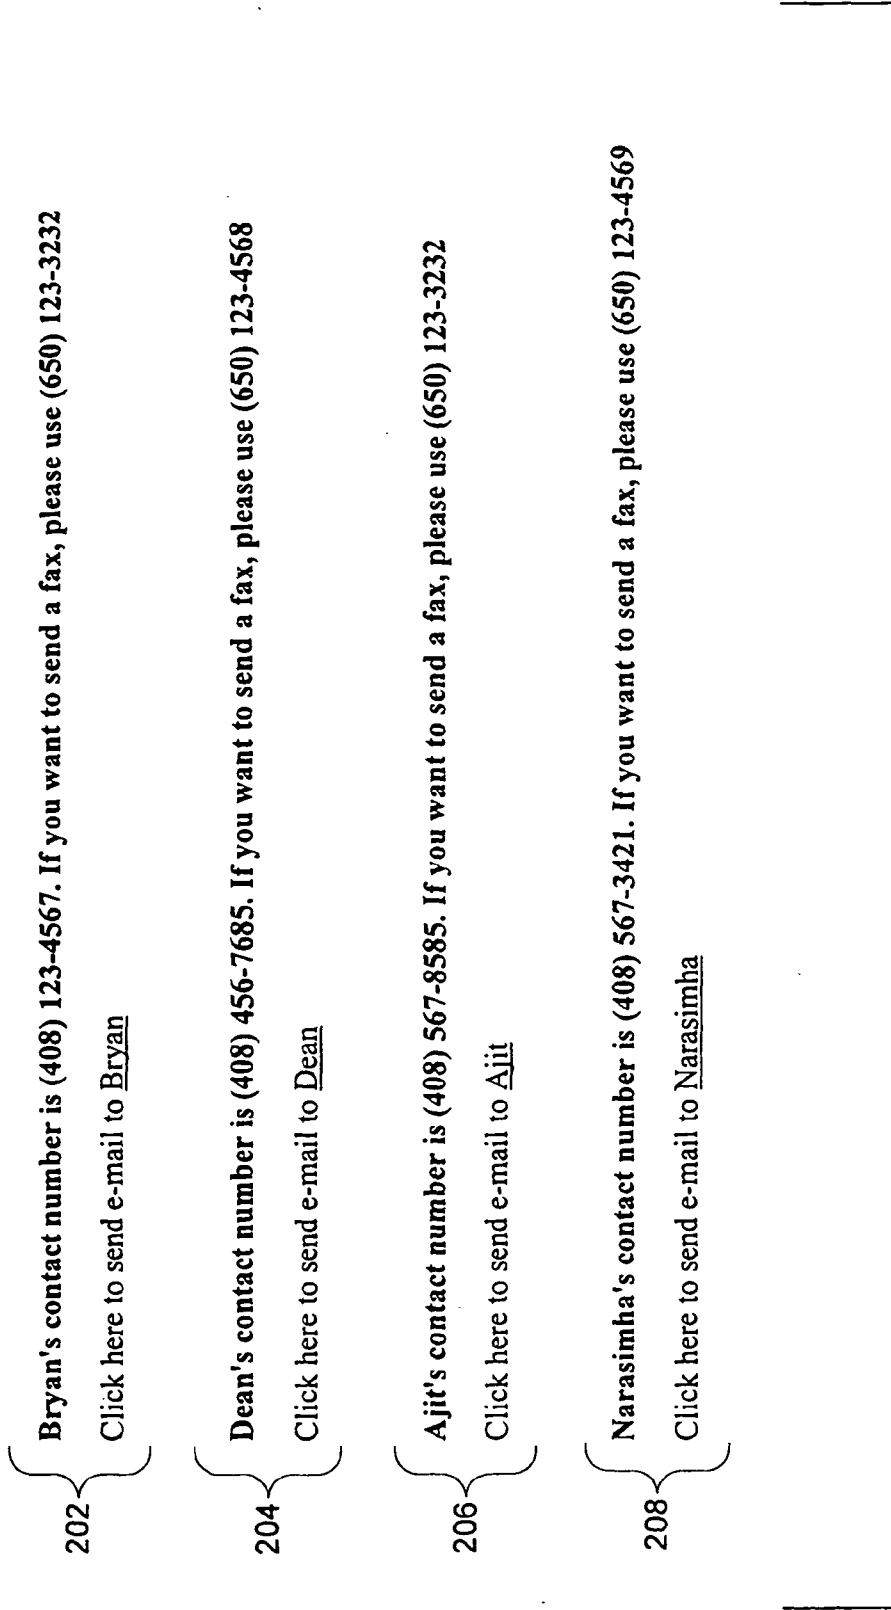 202
Bryan's contact number is (408) 123-4567. If you want to send a fax, please use (650) 123-3232
Click here to send e-mail to Bryan
204
Dean's contact number is (408) 456-7685. If you want to send a fax, please use (650) 123-4568
Click here to send e-mail to Dean
206
Ajit's contact number is (408) 567-8585. If you want to send a fax, please use (650) 123-3232
Click here to send e-mail to Ajit
208
Narasimha's contact number is (408) 567-3421. If you want to send a fax, please use (650) 123-4569
Click here to send e-mail to Narasimha